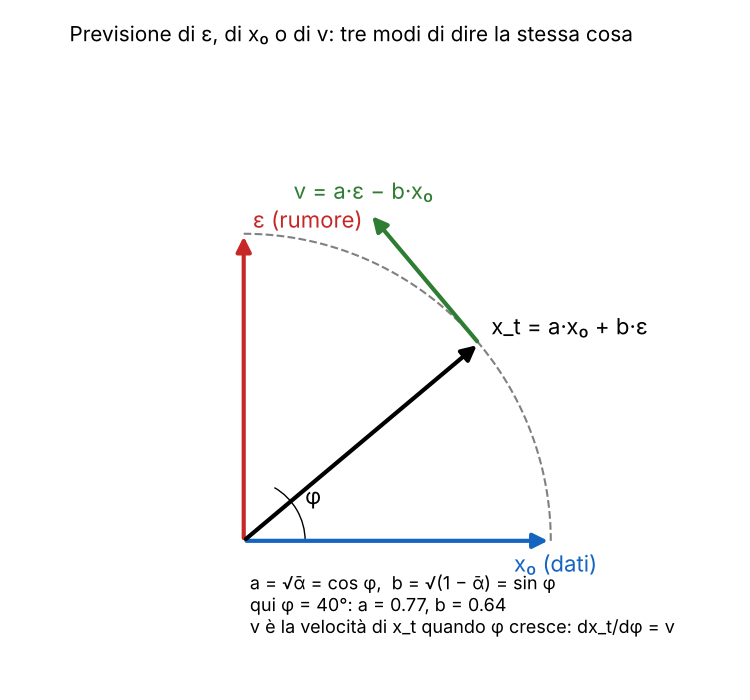 Previsione di ε, di x₀ o di v: tre modi di dire la stessa cosa
v = a·ε − b·x₀
ε (rumore)
x_t = a·x₀ + b·ε
φ
x₀ (dati)
a = √ᾱ = cos φ,  b = √(1 − ᾱ) = sin φ
qui φ = 40°: a = 0.77, b = 0.64
v è la velocità di x_t quando φ cresce: dx_t/dφ = v